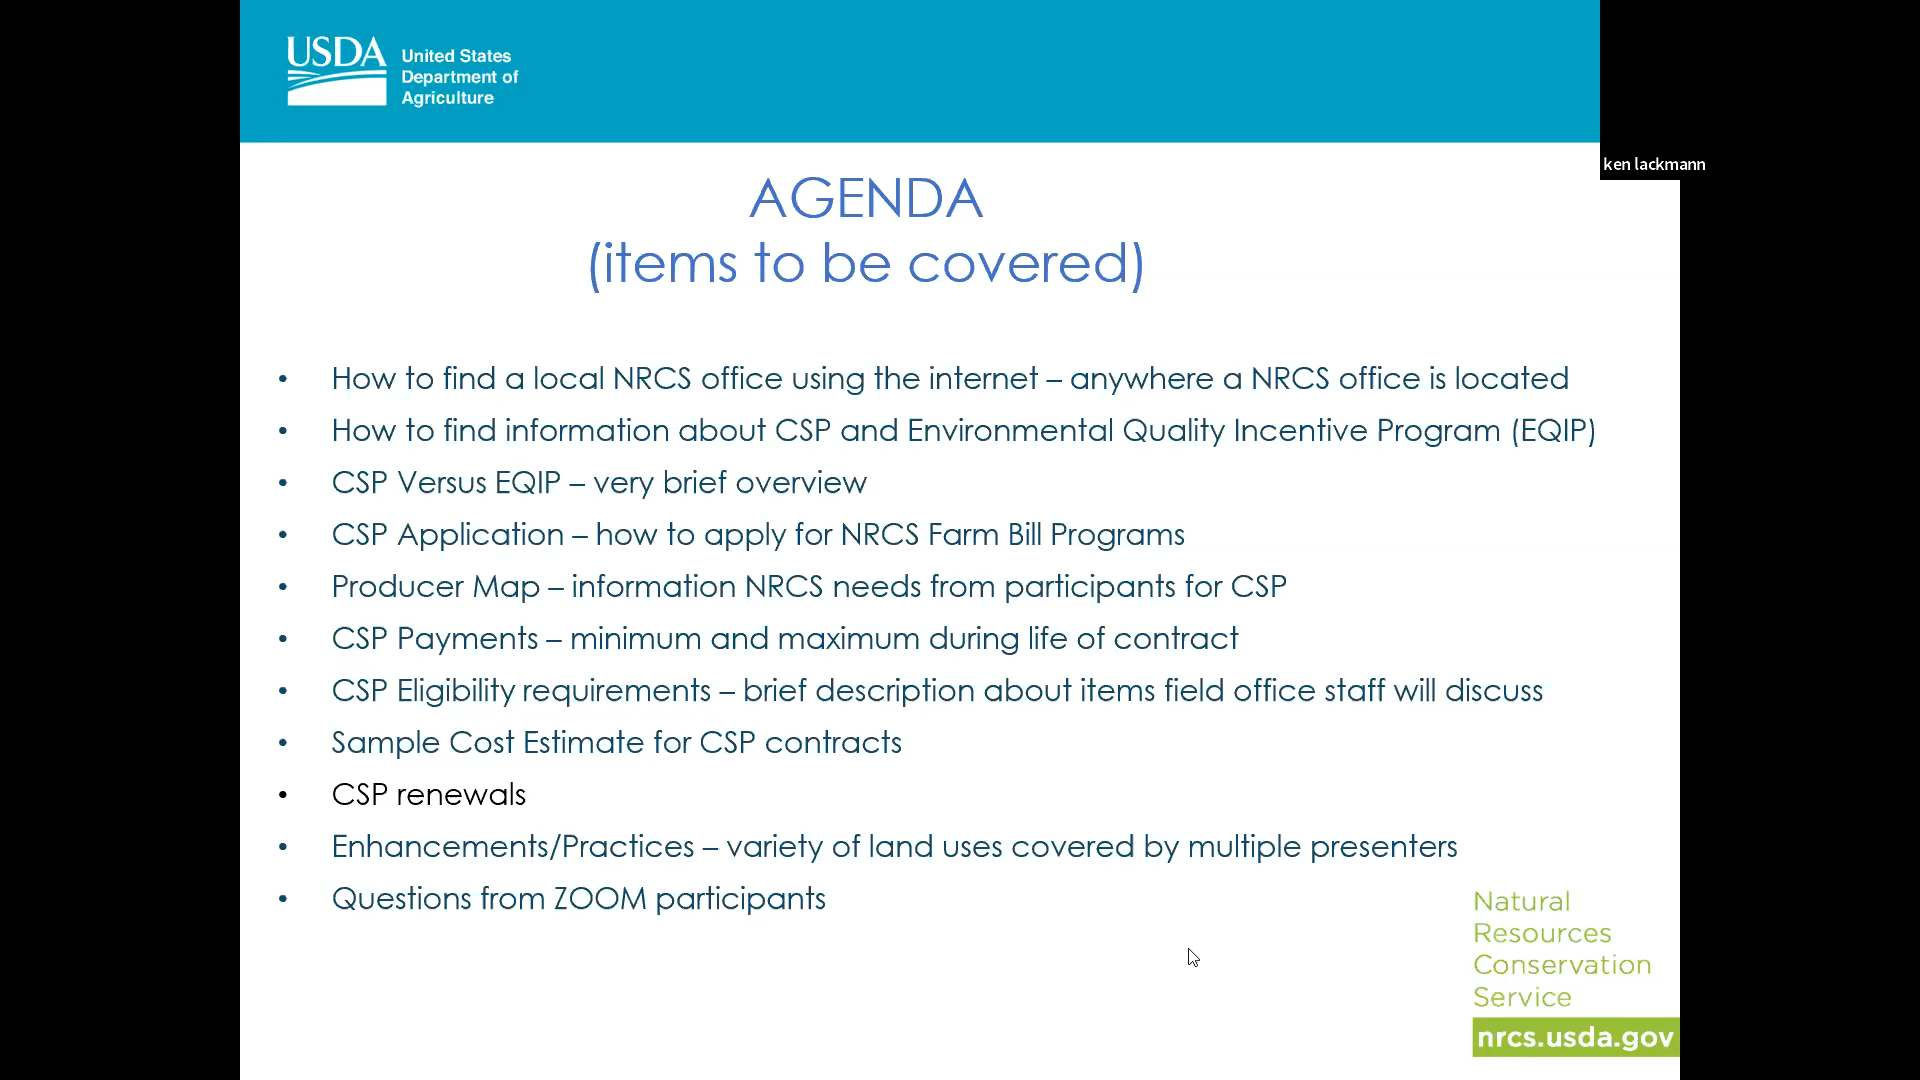 USDA
United States
Department of
Agriculture
ken lackmann
AGENDA
(items to be covered)
• How to find a local NRCS office using the internet – anywhere a NRCS office is located
• How to find information about CSP and Environmental Quality Incentive Program (EQIP)
• CSP Versus EQIP – very brief overview
• CSP Application – how to apply for NRCS Farm Bill Programs
• Producer Map – information NRCS needs from participants for CSP
• CSP Payments – minimum and maximum during life of contract
• CSP Eligibility requirements – brief description about items field office staff will discuss
• Sample Cost Estimate for CSP contracts
• CSP renewals
• Enhancements/Practices – variety of land uses covered by multiple presenters
• Questions from ZOOM participants
Natural
Resources
Conservation
Service
nrcs.usda.gov